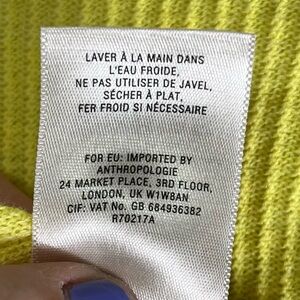 LAVER À LA MAIN DANS
L'EAU FROIDE,
NE PAS UTILISER DE JAVEL,
SÉCHER À PLAT,
FER FROID SI NÉCESSAIRE
FOR EU: IMPORTED BY
ANTHROPOLOGIE
24 MARKET PLACE, 3RD FLOOR,
LONDON, UK W1W8AN
CIF: VAT No. GB 684936382
R70217A